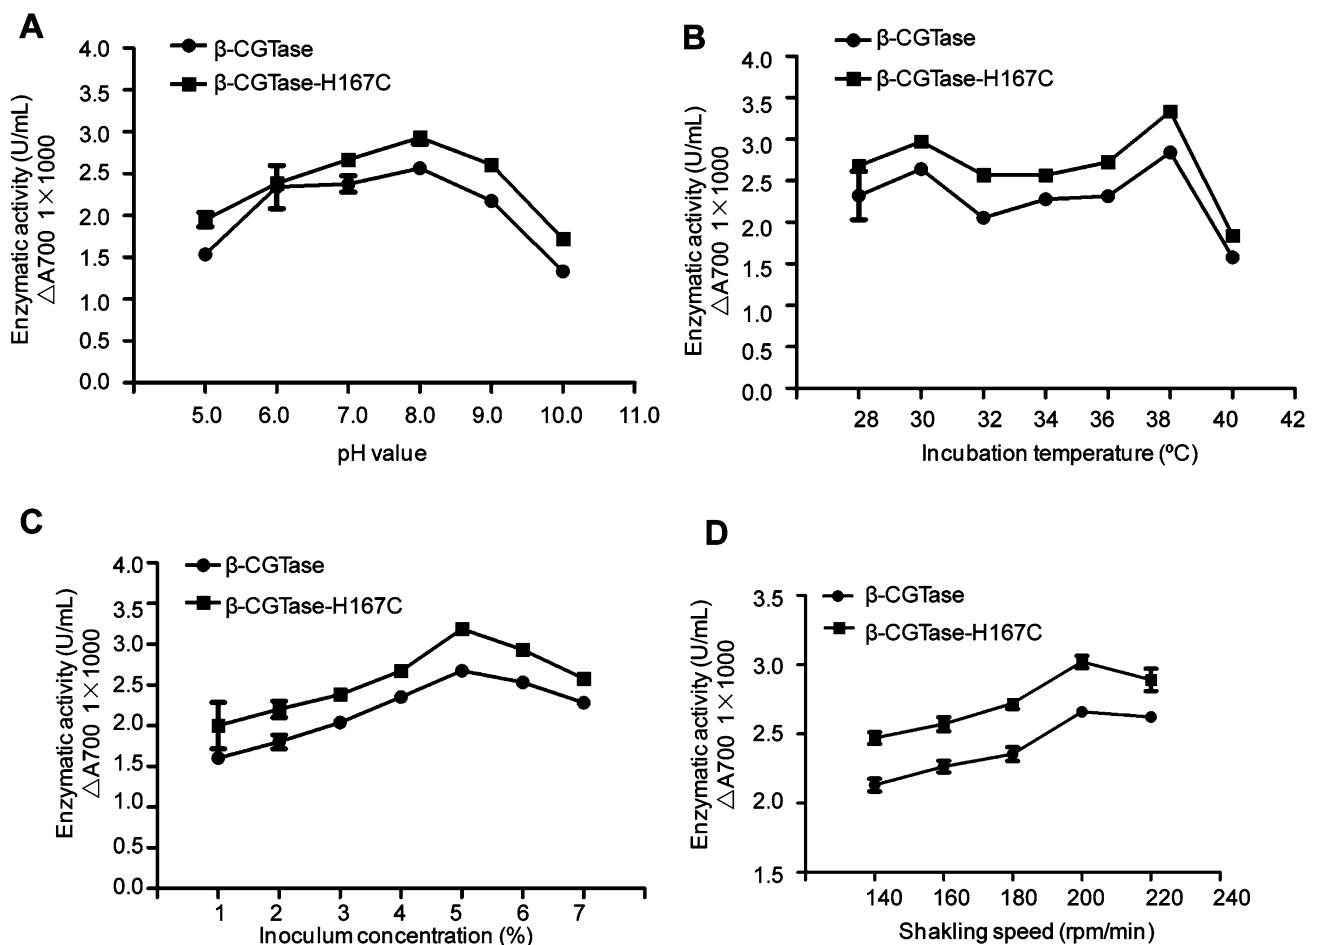 A
β-CGTase
β-CGTase-H167C
Enzymatic activity (U/mL)
△A700 1×1000
4.0
3.5
3.0
2.5
2.0
1.5
1.0
0.5
0.0
5.0 6.0 7.0 8.0 9.0 10.0 11.0
pH value
B
β-CGTase
β-CGTase-H167C
Enzymatic activity (U/mL)
△A700 1×1000
4.0
3.5
3.0
2.5
2.0
1.5
1.0
0.5
0.0
28 30 32 34 36 38 40 42
Incubation temperature (ºC)
C
β-CGTase
β-CGTase-H167C
Enzymatic activity (U/mL)
△A700 1×1000
4.0
3.5
3.0
2.5
2.0
1.5
1.0
0.5
0.0
1 2 3 4 5 6 7
Inoculum concentration (%)
D
β-CGTase
β-CGTase-H167C
Enzymatic activity (U/mL)
△A700 1×1000
3.5
3.0
2.5
2.0
1.5
140 160 180 200 220 240
Shakling speed (rpm/min)